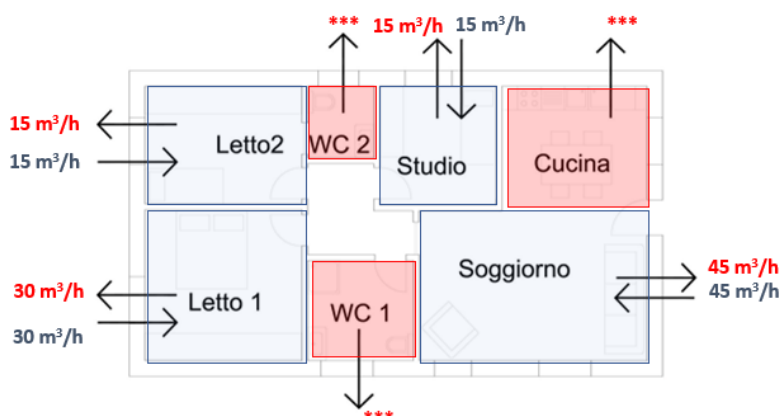 ***
15 m³/h
15 m³/h
***
15 m³/h
15 m³/h
Letto2
WC 2
Studio
Cucina
30 m³/h
30 m³/h
Letto 1
WC 1
Soggiorno
45 m³/h
45 m³/h
***